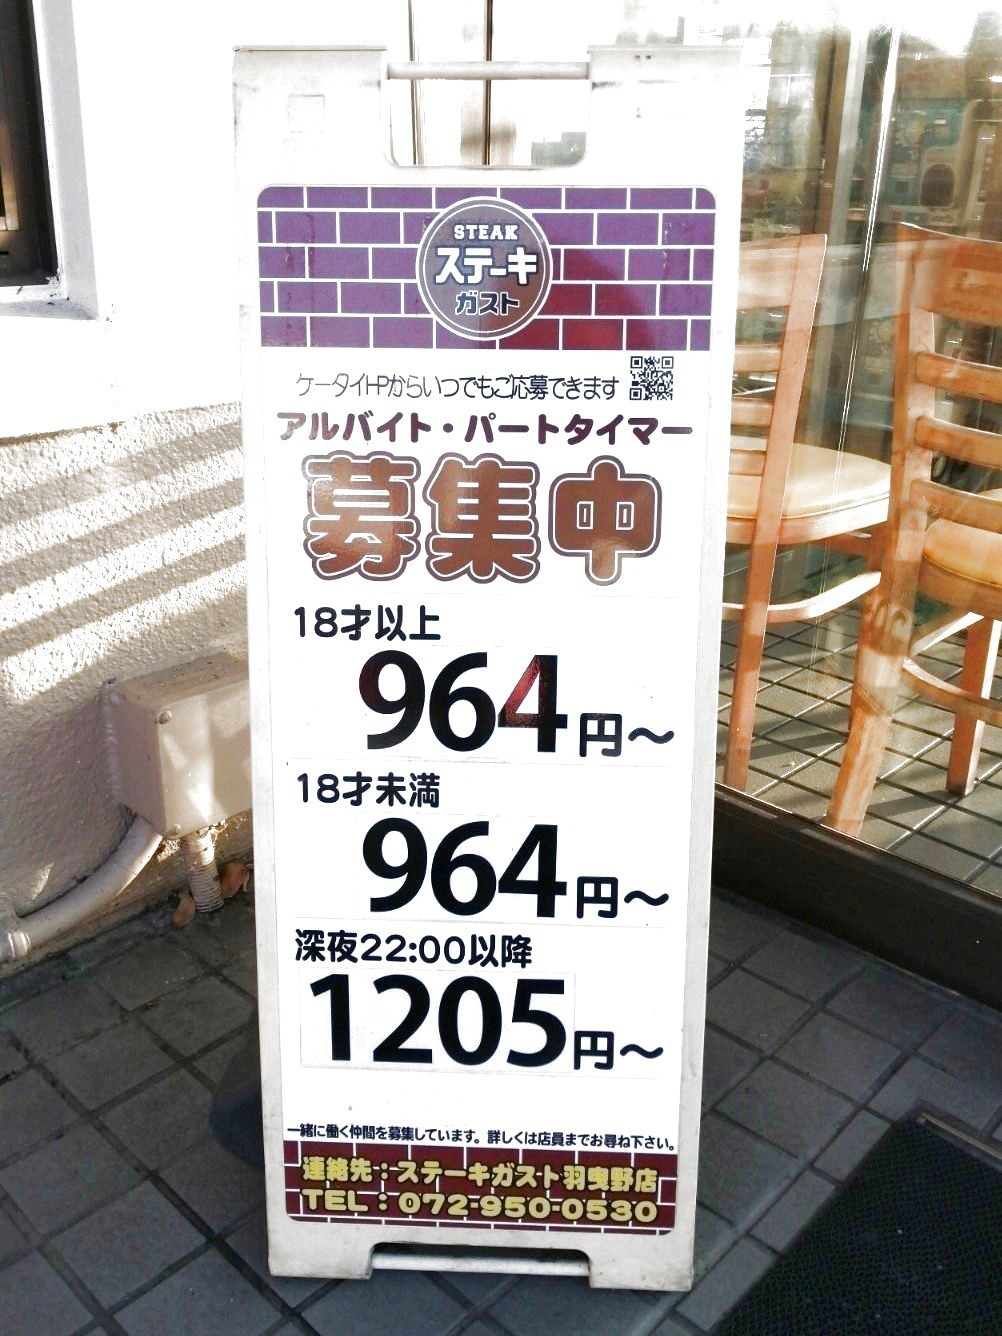 STEAK
ステーキ
ガスト
ケータイHPからいつでもご応募できます
アルバイト・パートタイマー
募集中
18才以上
964円～
18才未満
964円～
深夜22:00以降
1205円～
一緒に働く仲間を募集しています。詳しくは店員までお尋ね下さい。
連絡先：ステーキガスト羽曳野店
TEL：072-950-0530